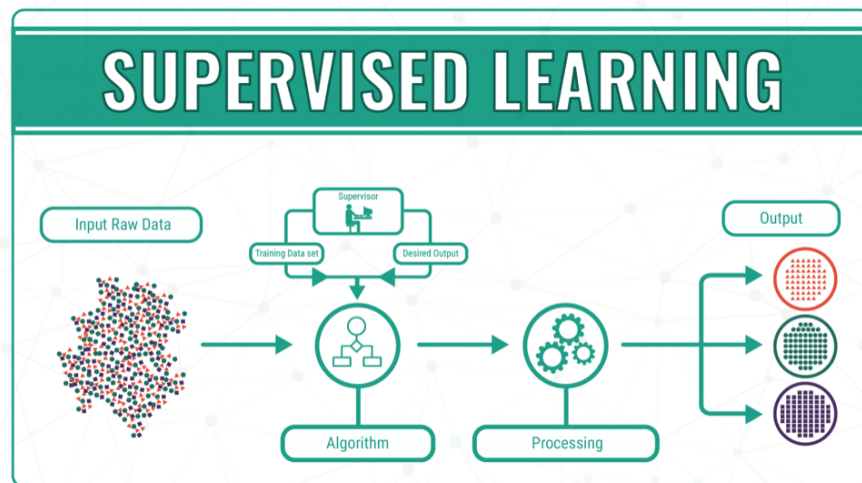 SUPERVISED LEARNING
Input Raw Data
Supervisor
Training Data set
Desired Output
Output
Algorithm
Processing